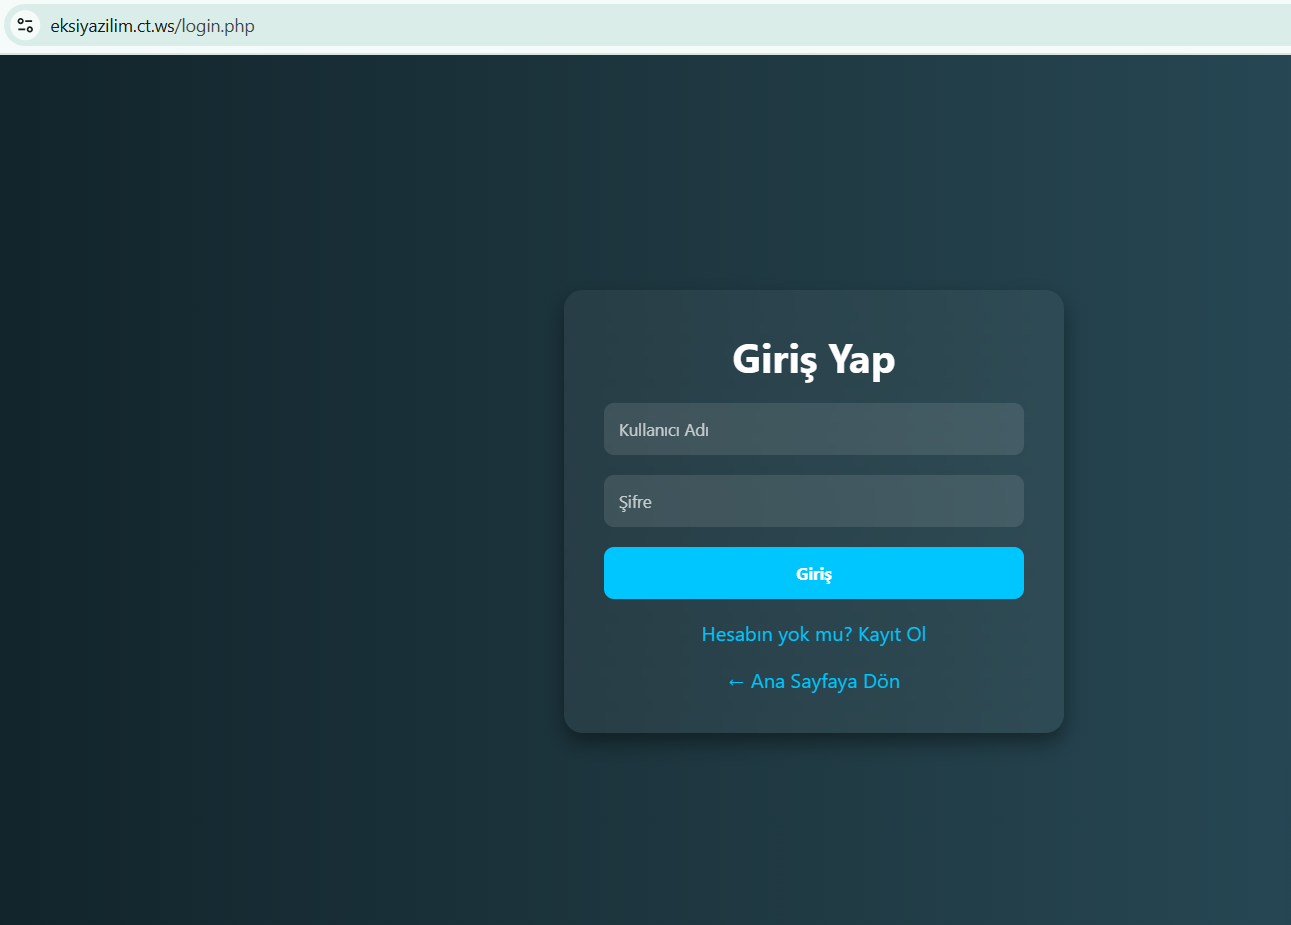 eksiyazilim.ct.ws/login.php
Giriş Yap
Kullanıcı Adı
Şifre
Giriş
Hesabın yok mu? Kayıt Ol
← Ana Sayfaya Dön